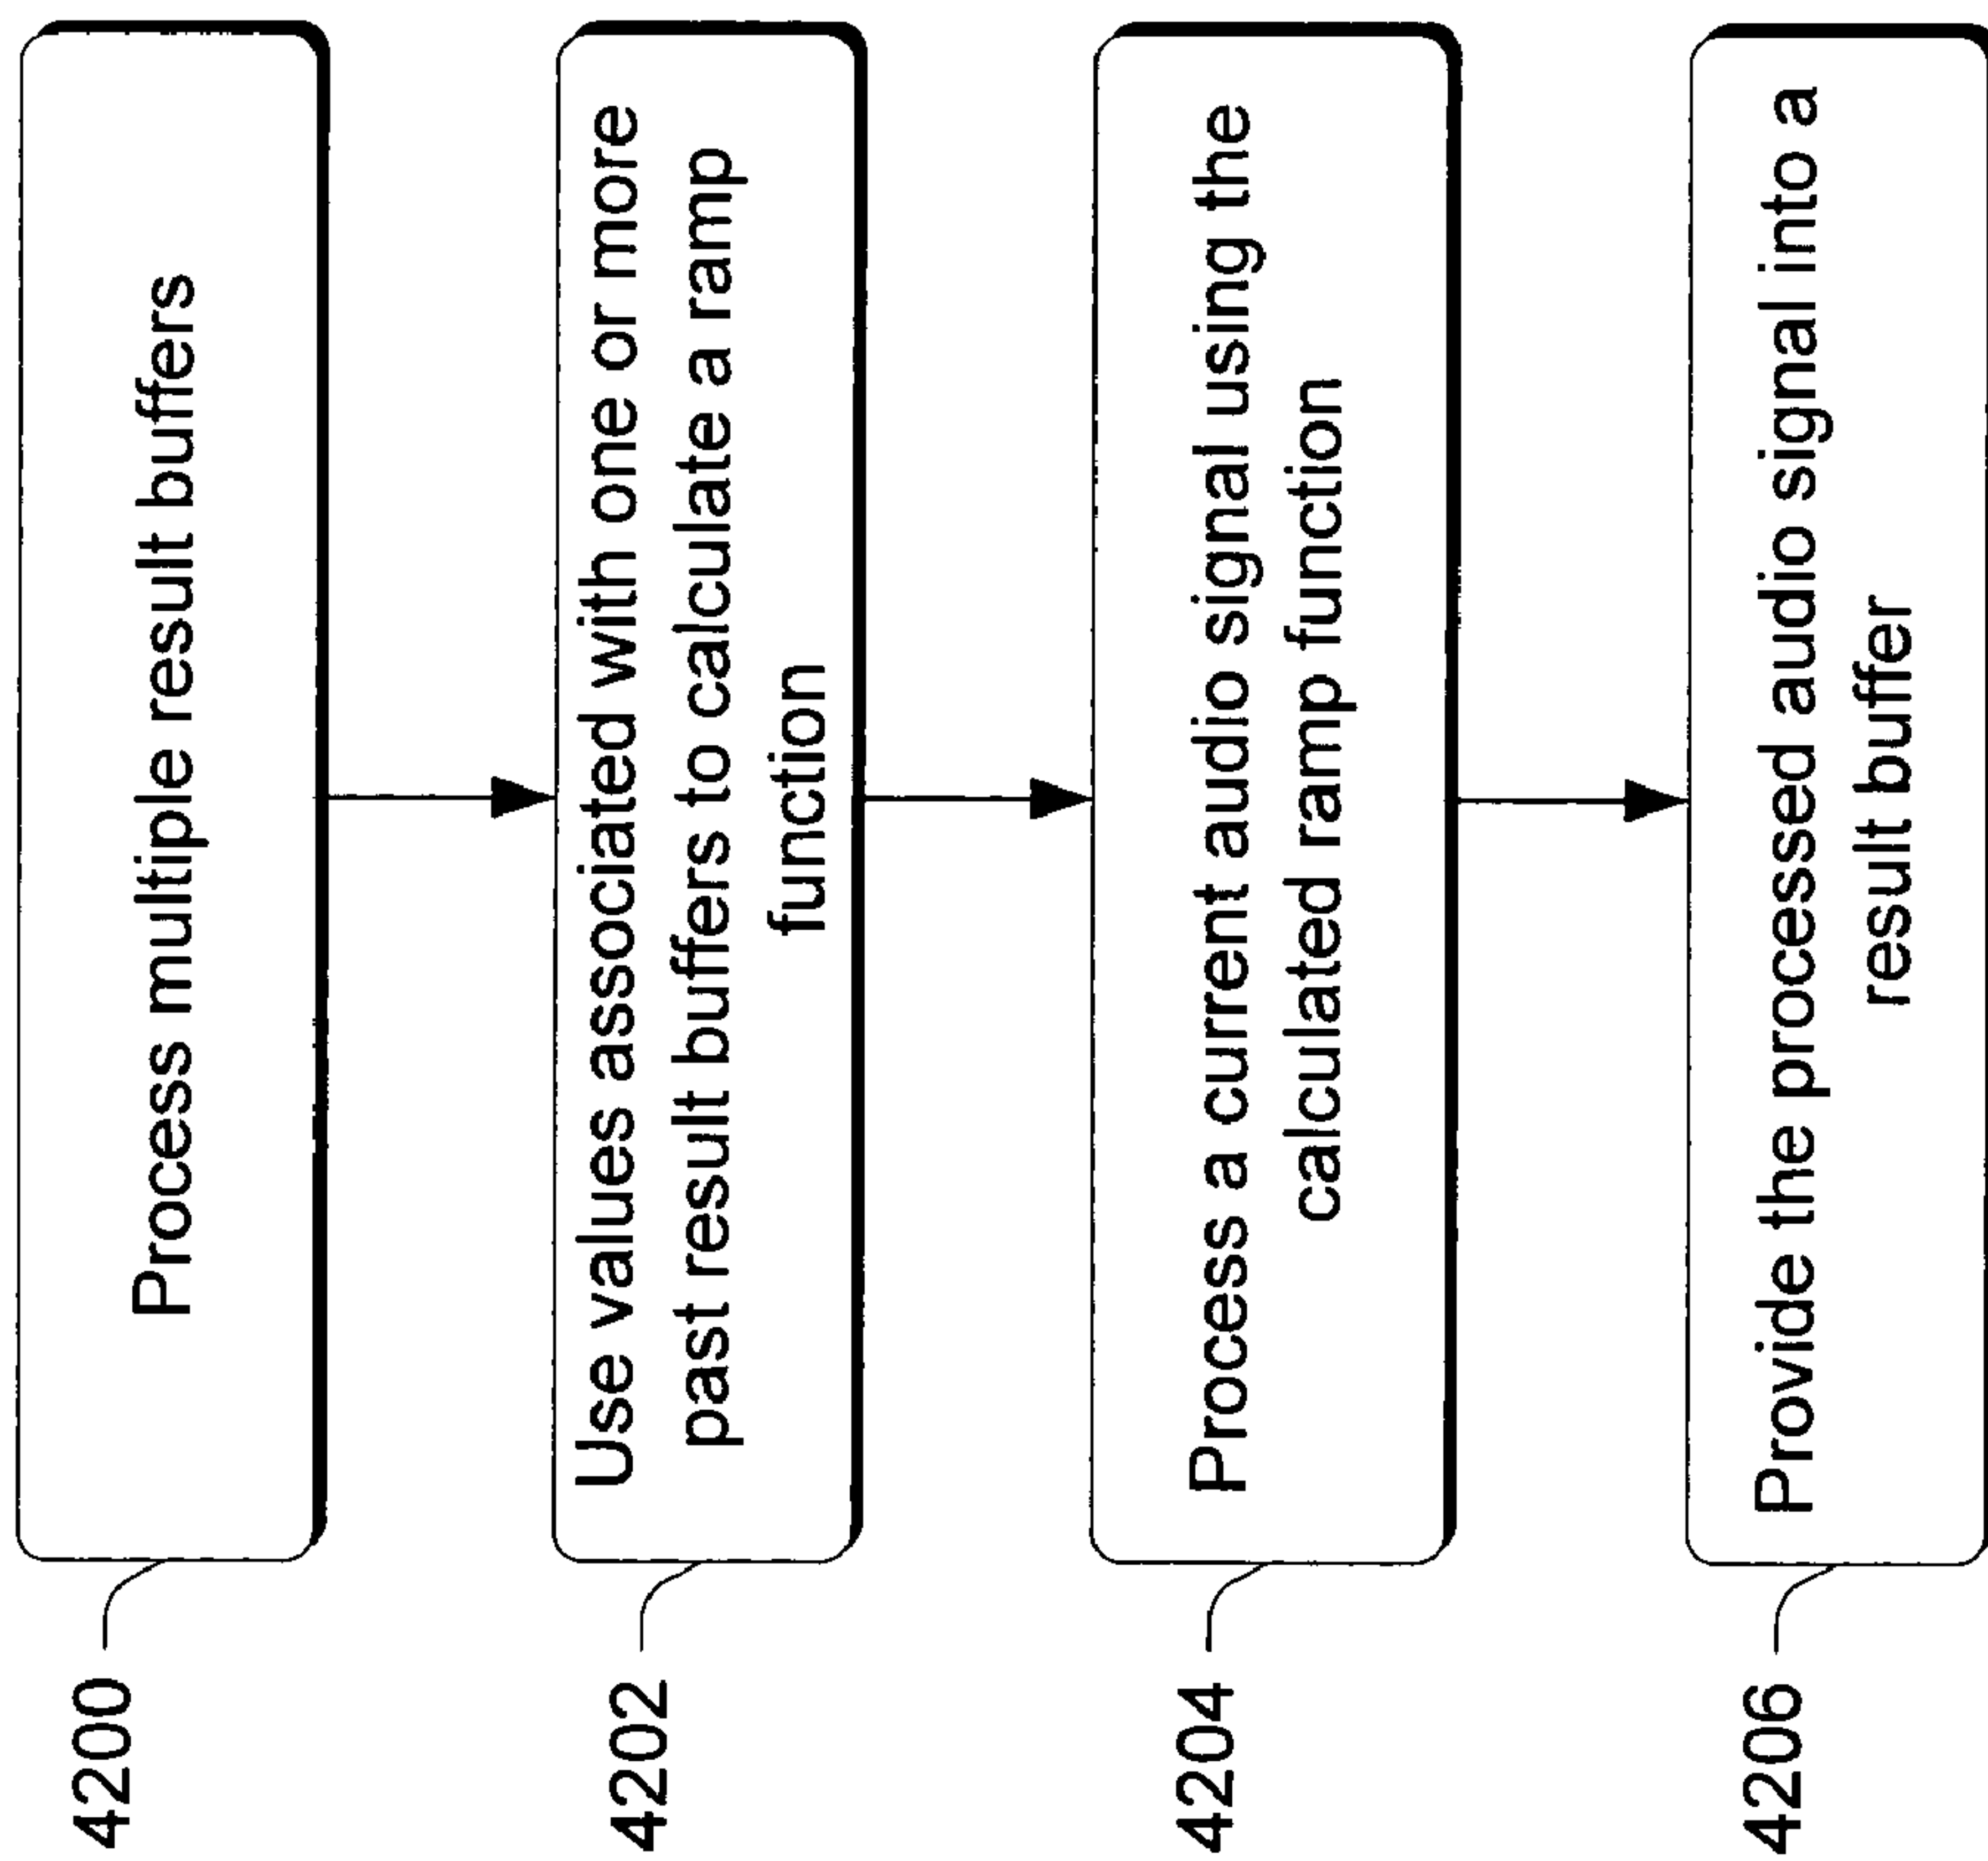 4200
Process multiple result buffers
4202
Use values associated with one or more
past result buffers to calculate a ramp
function
4204
Process a current audio signal using the
calculated ramp function
4206
Provide the processed audio signal into a
result buffer